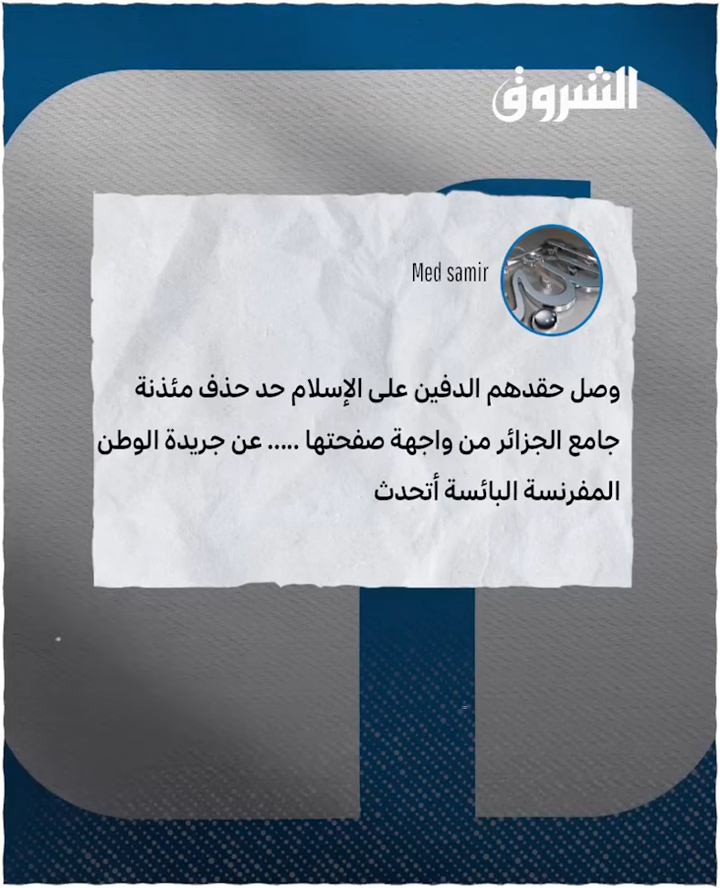 الشروق
Med samir
وصل حقدهم الدفين على الإسلام حد حذف مئذنة
جامع الجزائر من واجهة صفحتها ..... عن جريدة الوطن
المفرنسة البائسة أتحدث